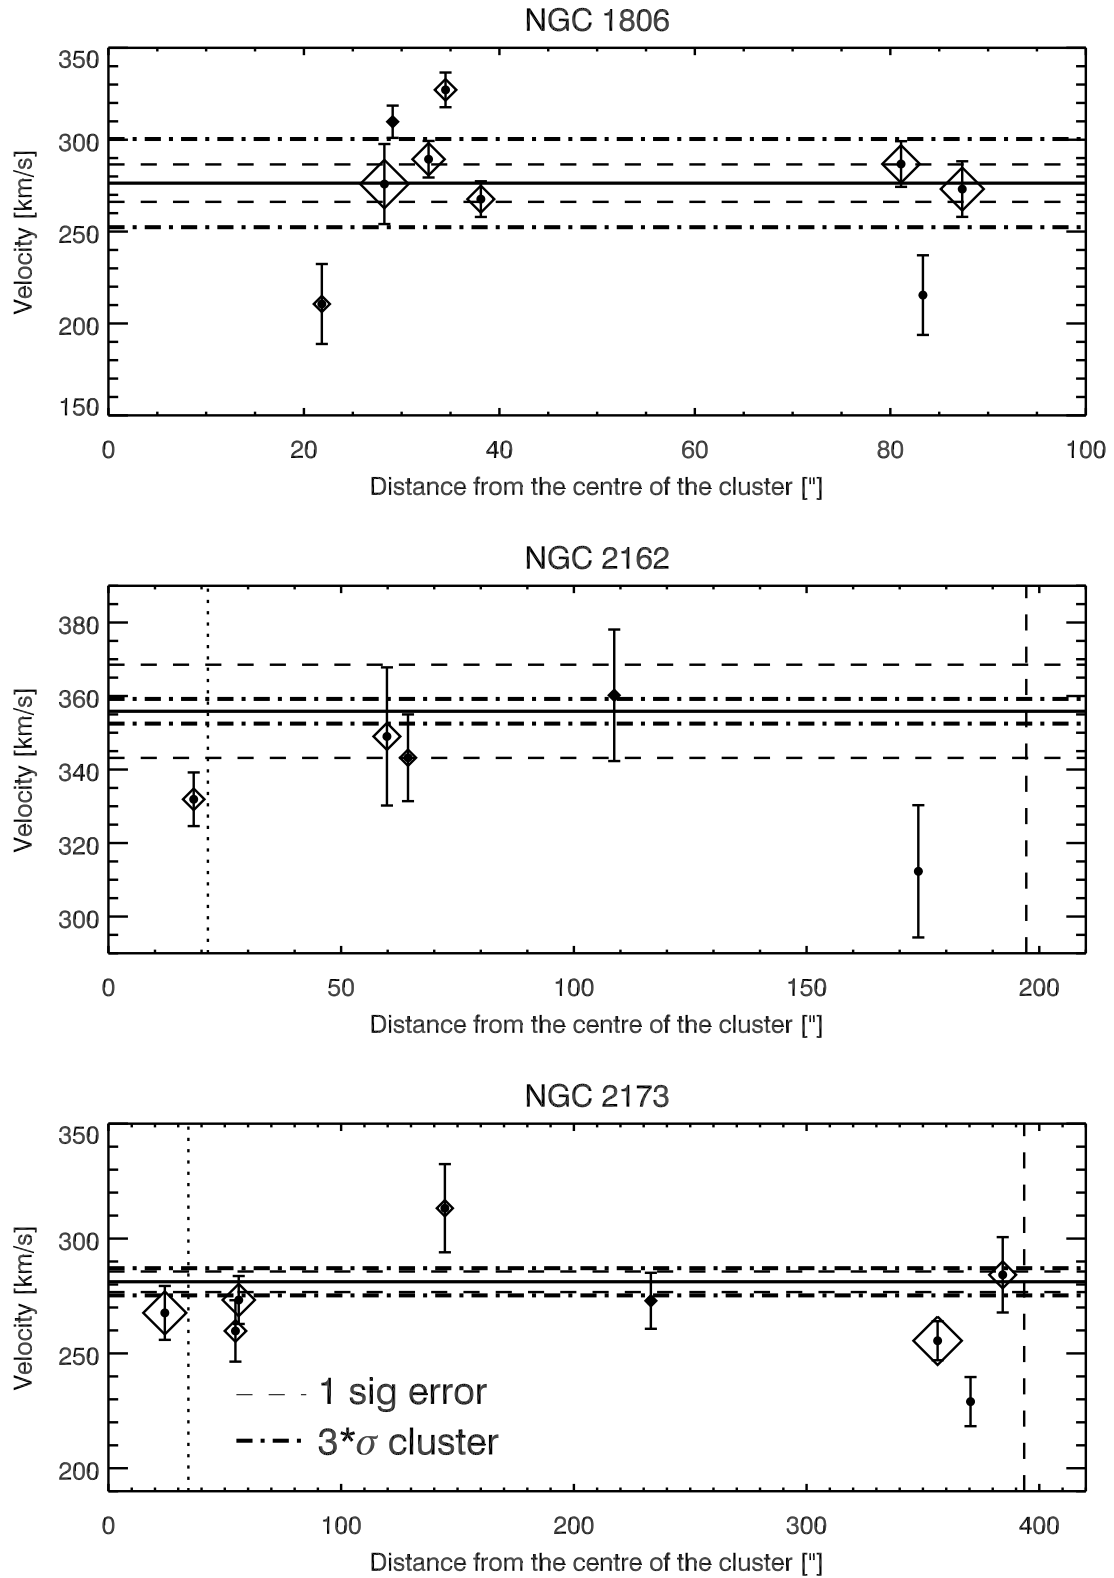 NGC 1806
350
300
250
200
150
Velocity [km/s]
0 20 40 60 80 100
Distance from the centre of the cluster ["]
NGC 2162
380
360
340
320
300
Velocity [km/s]
0 50 100 150 200
Distance from the centre of the cluster ["]
NGC 2173
350
300
250
200
Velocity [km/s]
1 sig error
3*σ cluster
0 100 200 300 400
Distance from the centre of the cluster ["]